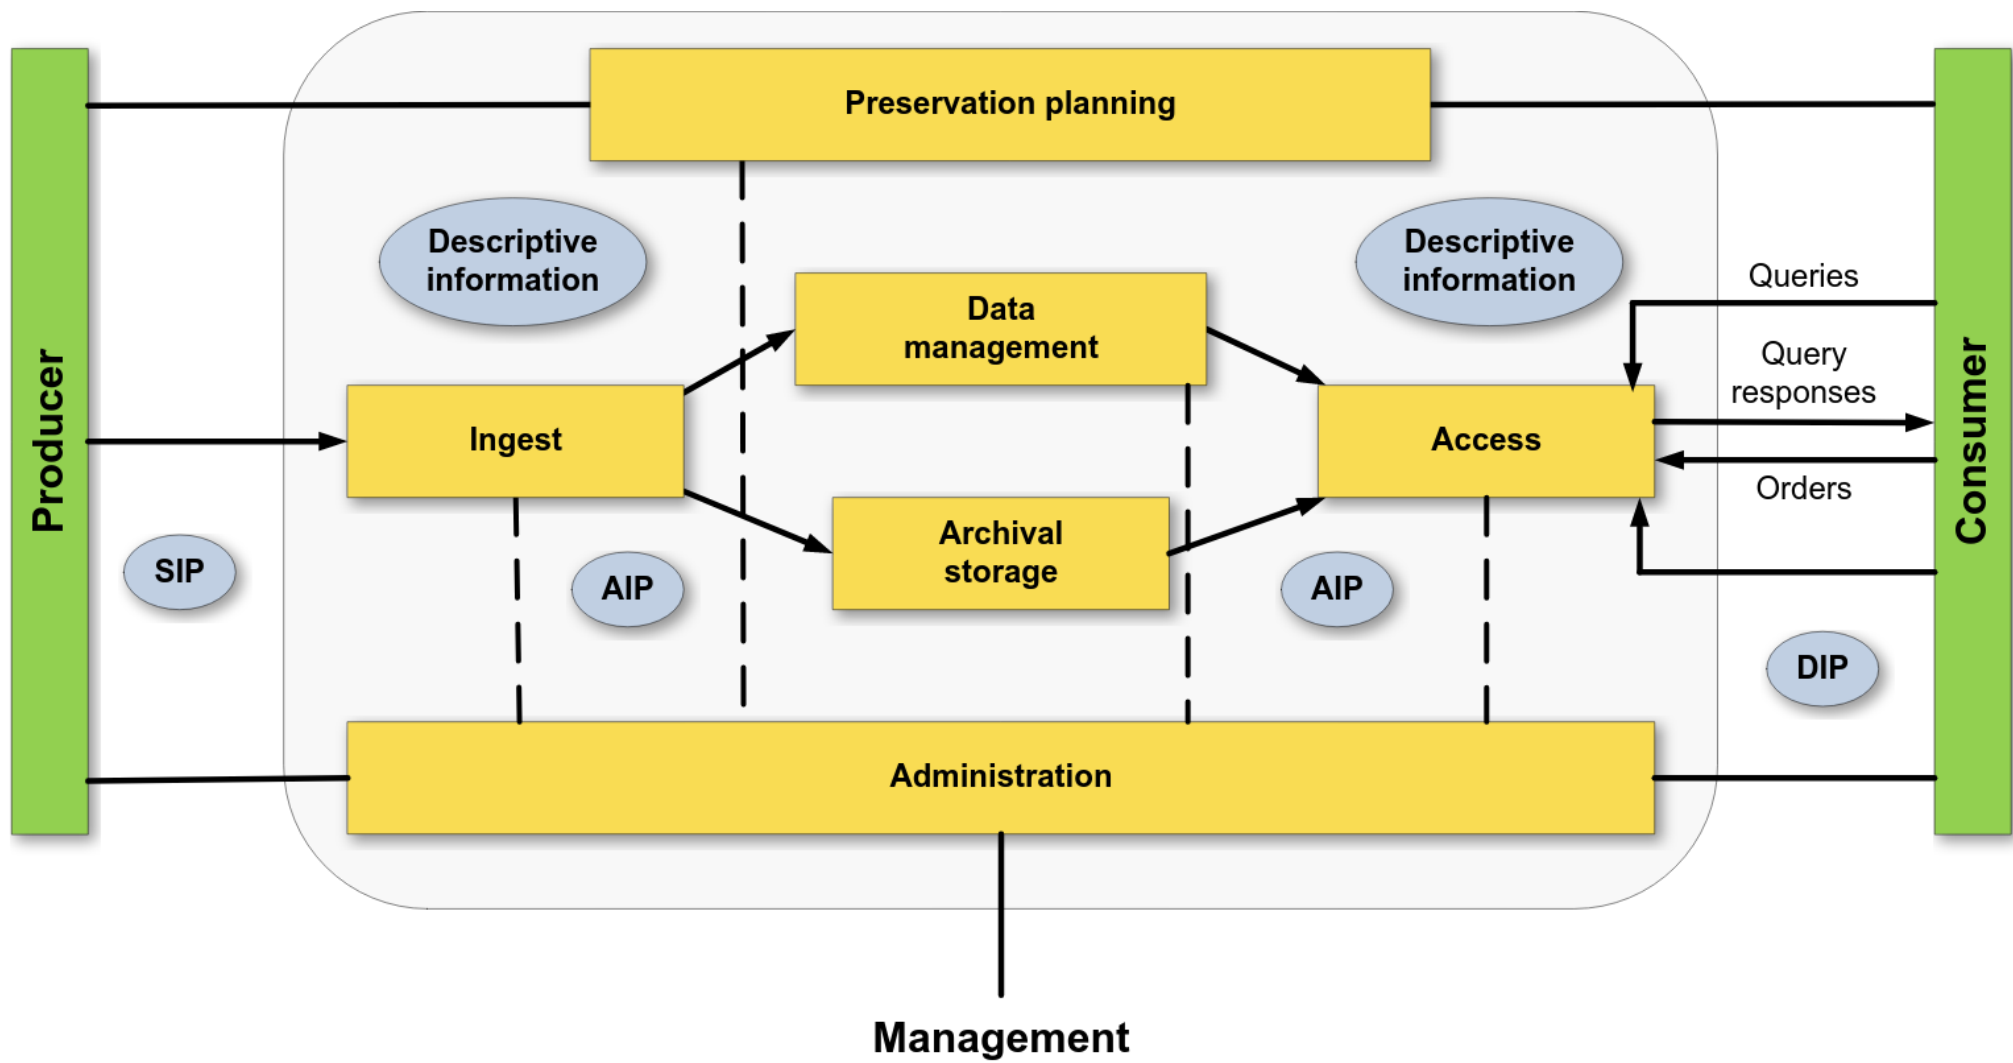 Preservation planning
Descriptive
information
Descriptive
information
Data
management
Queries
Query
responses
Producer
Ingest
Access
Consumer
Orders
Archival
storage
SIP
AIP
AIP
DIP
Administration
Management